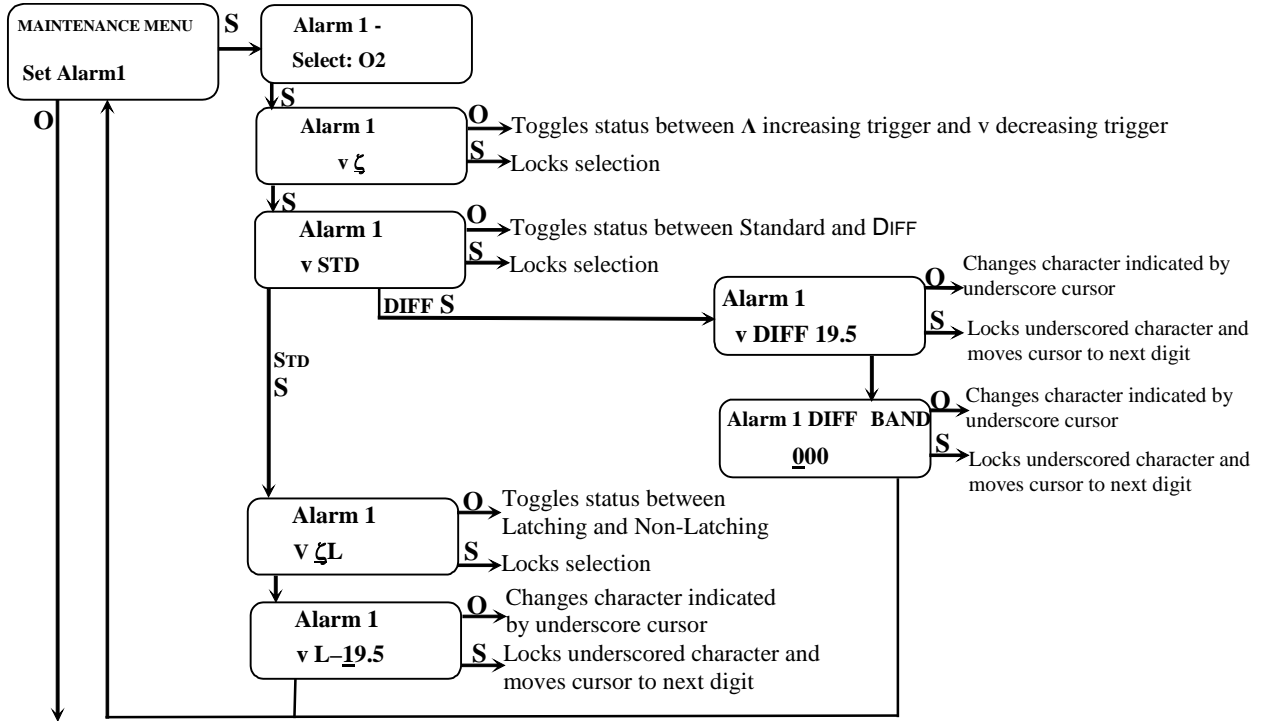 MAINTENANCE MENU
Set Alarm1
S
O
Alarm 1 -
Select: O2
S
Alarm 1
v ζ
O
Toggles status between Λ increasing trigger and v decreasing trigger
S
Locks selection
S
Alarm 1
v STD
O
Toggles status between Standard and DIFF
S
Locks selection
DIFF S
STD
S
Alarm 1
v DIFF 19.5
O
Changes character indicated by
underscore cursor
S
Locks underscored character and
moves cursor to next digit
Alarm 1 DIFF BAND
000
O
Changes character indicated by
underscore cursor
S
Locks underscored character and
moves cursor to next digit
Alarm 1
V ζL
O
Toggles status between
Latching and Non-Latching
S
Locks selection
Alarm 1
v L–19.5
O
Changes character indicated
by underscore cursor
S
Locks underscored character and
moves cursor to next digit